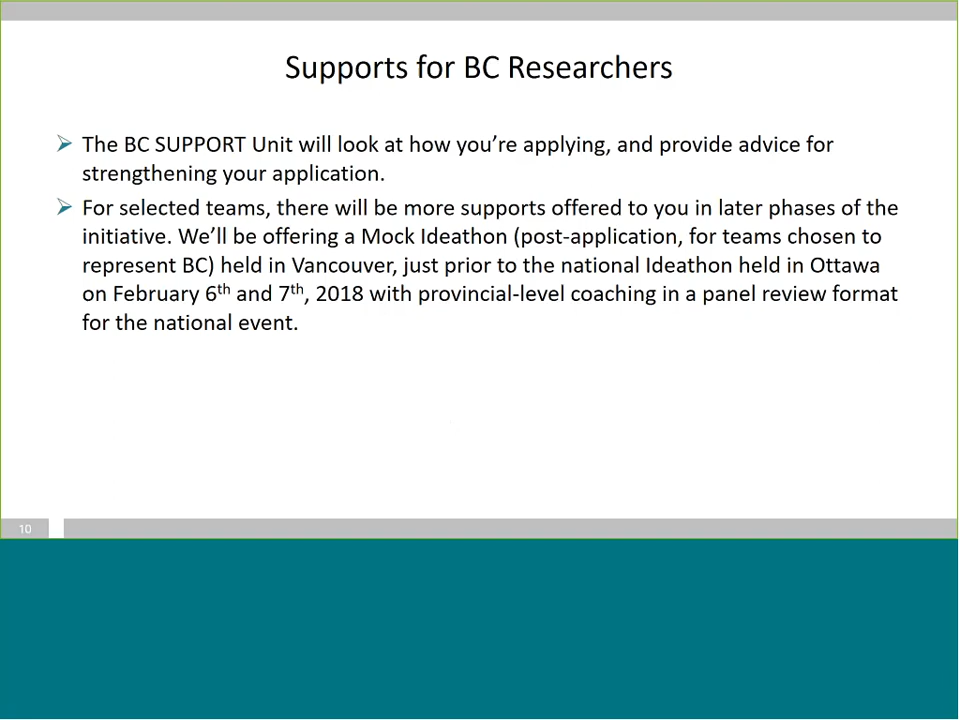 Supports for BC Researchers
The BC SUPPORT Unit will look at how you’re applying, and provide advice for
strengthening your application.
For selected teams, there will be more supports offered to you in later phases of the
initiative. We’ll be offering a Mock Ideathon (post-application, for teams chosen to
represent BC) held in Vancouver, just prior to the national Ideathon held in Ottawa
on February 6th and 7th, 2018 with provincial-level coaching in a panel review format
for the national event.
10